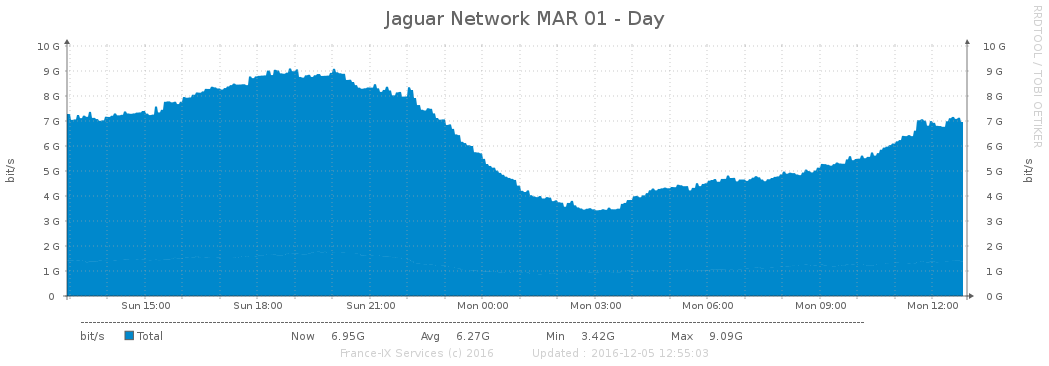 Jaguar Network MAR 01 - Day
RRDTOOL / TOBI OETIKER
10 G 10 G
9 G 9 G
8 G 8 G
7 G 7 G
6 G 6 G
5 G 5 G
4 G 4 G
3 G 3 G
2 G 2 G
1 G 1 G
0 0 G
bit/s bit/s
Sun 15:00 Sun 18:00 Sun 21:00 Mon 00:00 Mon 03:00 Mon 06:00 Mon 09:00 Mon 12:00
bit/s Total Now 6.95G Avg 6.27G Min 3.42G Max 9.09G
France-IX Services (c) 2016 Updated : 2016-12-05 12:55:03